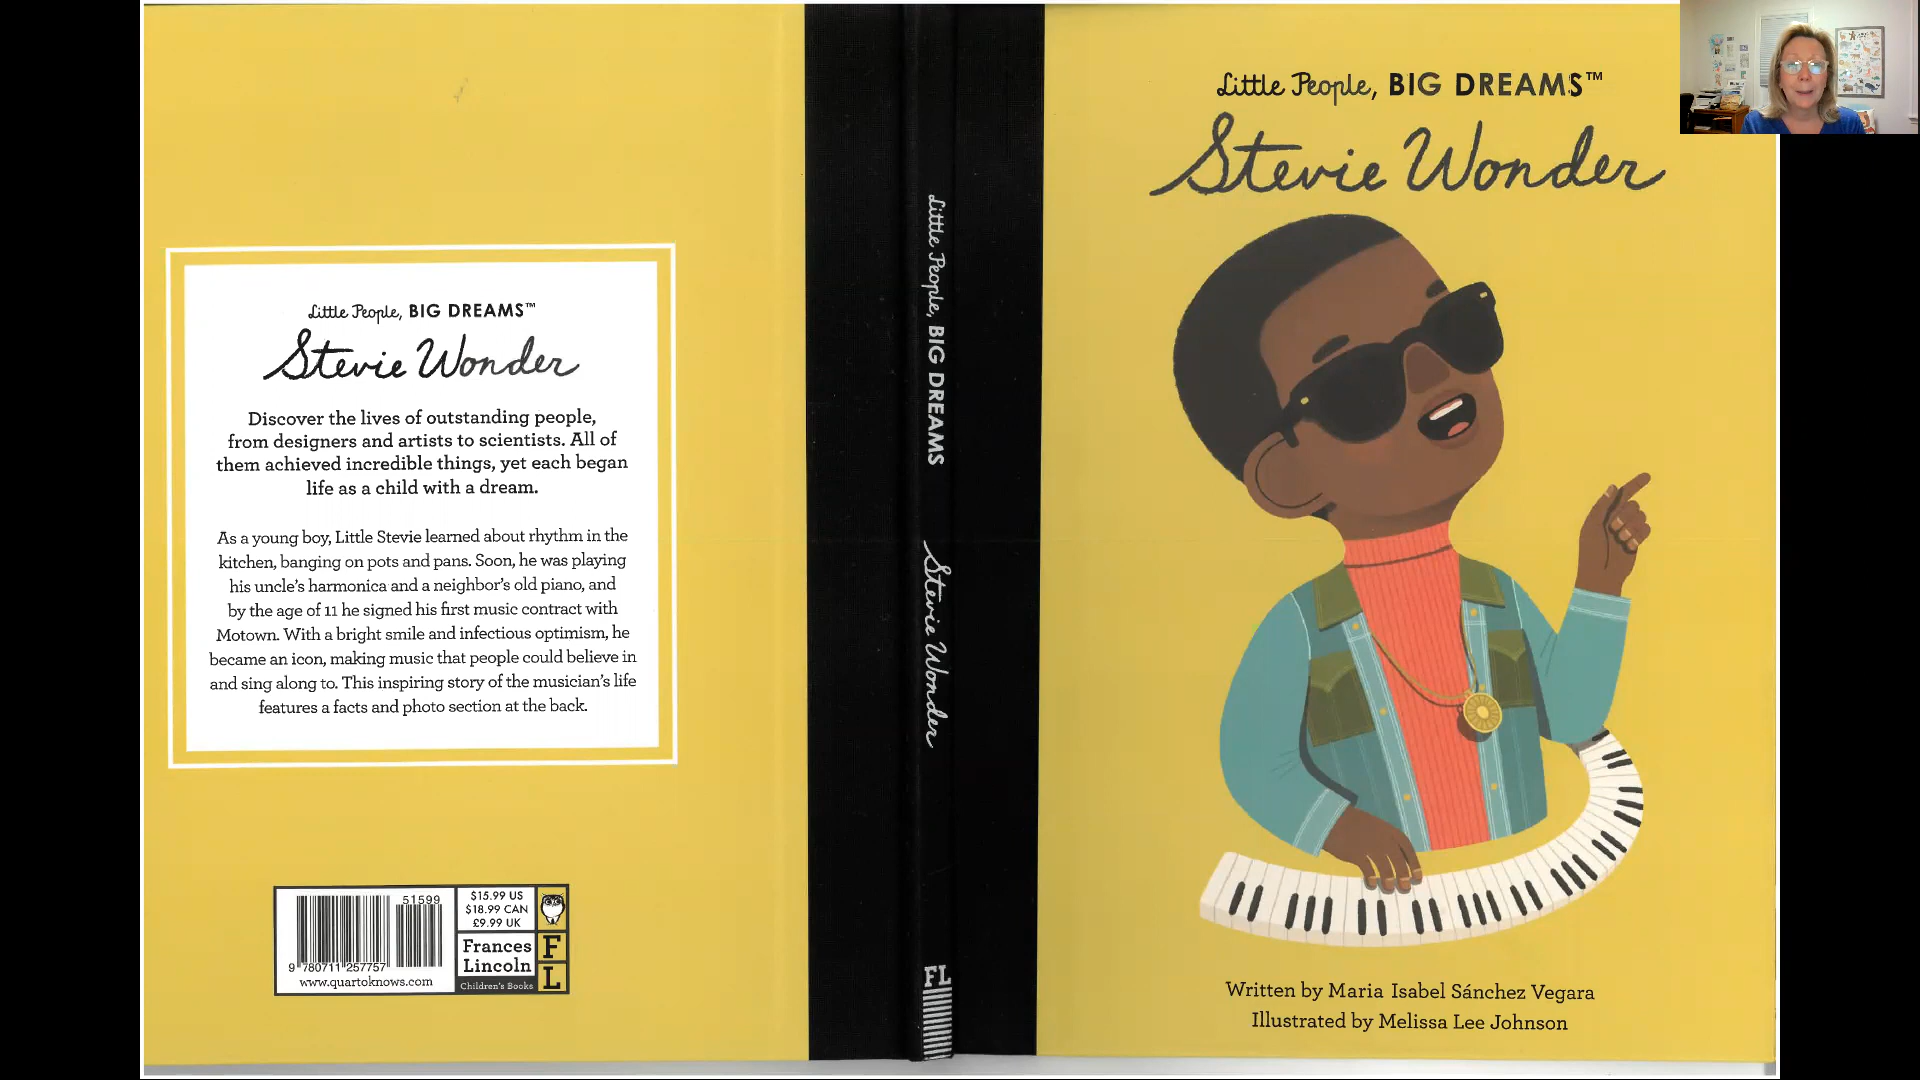 Little People, BIG DREAMS™
Stevie Wonder
Discover the lives of outstanding people,
from designers and artists to scientists. All of
them achieved incredible things, yet each began
life as a child with a dream.
As a young boy, Little Stevie learned about rhythm in the
kitchen, banging on pots and pans. Soon, he was playing
his uncle's harmonica and a neighbor's old piano, and
by the age of 11 he signed his first music contract with
Motown. With a bright smile and infectious optimism, he
became an icon, making music that people could believe in
and sing along to. This inspiring story of the musician's life
features a facts and photo section at the back.
51599
9 780711 257757
www.quartoknows.com
$15.99 US
$18.99 CAN
£9.99 UK
Frances
Lincoln
Children's Books
F
L
Little People, BIG DREAMS
Stevie Wonder
FL
Little People, BIG DREAMS™
Stevie Wonder
Written by Maria Isabel Sánchez Vegara
Illustrated by Melissa Lee Johnson